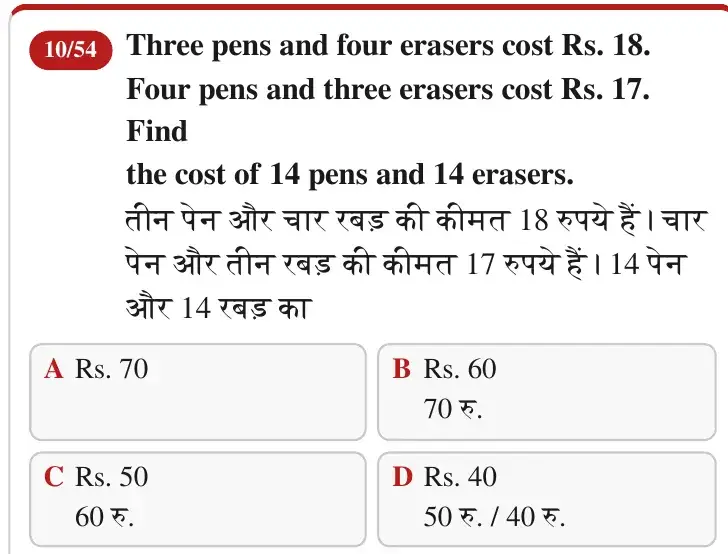 10/54 Three pens and four erasers cost Rs. 18.
Four pens and three erasers cost Rs. 17.
Find
the cost of 14 pens and 14 erasers.
तीन पेन और चार रबड़ की कीमत 18 रुपये हैं। चार
पेन और तीन रबड़ की कीमत 17 रुपये हैं। 14 पेन
और 14 रबड़ का
A Rs. 70
B Rs. 60
70 रु.
C Rs. 50
60 रु.
D Rs. 40
50 रु. / 40 रु.